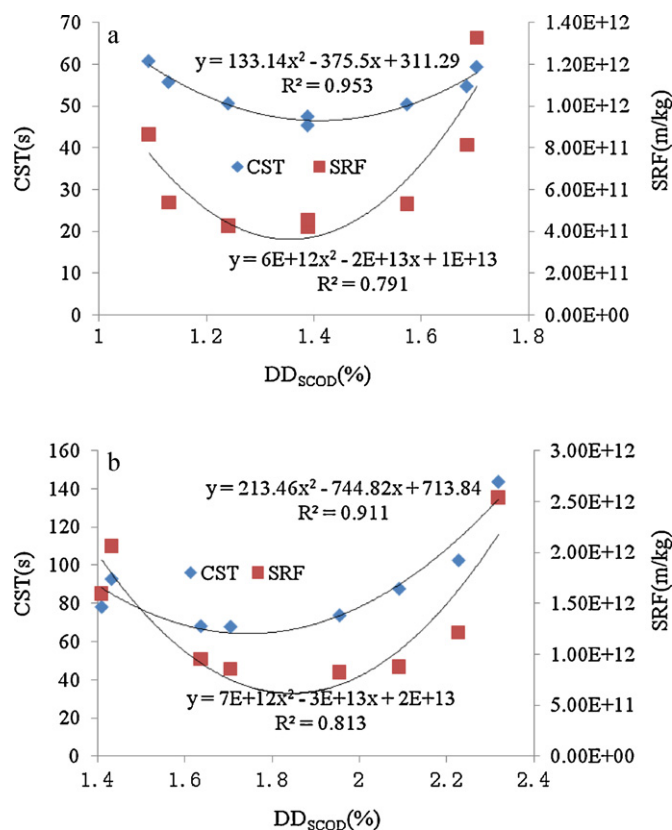 a
y = 133.14x² - 375.5x + 311.29
R² = 0.953
CST SRF
y = 6E+12x² - 2E+13x + 1E+13
R² = 0.791
CST(s)
70
60
50
40
30
20
10
0
SRF(m/kg)
1.40E+12
1.20E+12
1.00E+12
8.00E+11
6.00E+11
4.00E+11
2.00E+11
0.00E+00
1 1.2 1.4 1.6 1.8
DD_SCOD(%)
b
y = 213.46x² - 744.82x + 713.84
R² = 0.911
CST SRF
y = 7E+12x² - 3E+13x + 2E+13
R² = 0.813
CST(s)
160
140
120
100
80
60
40
20
0
SRF(m/kg)
3.00E+12
2.50E+12
2.00E+12
1.50E+12
1.00E+12
5.00E+11
0.00E+00
1.4 1.6 1.8 2 2.2 2.4
DD_SCOD(%)